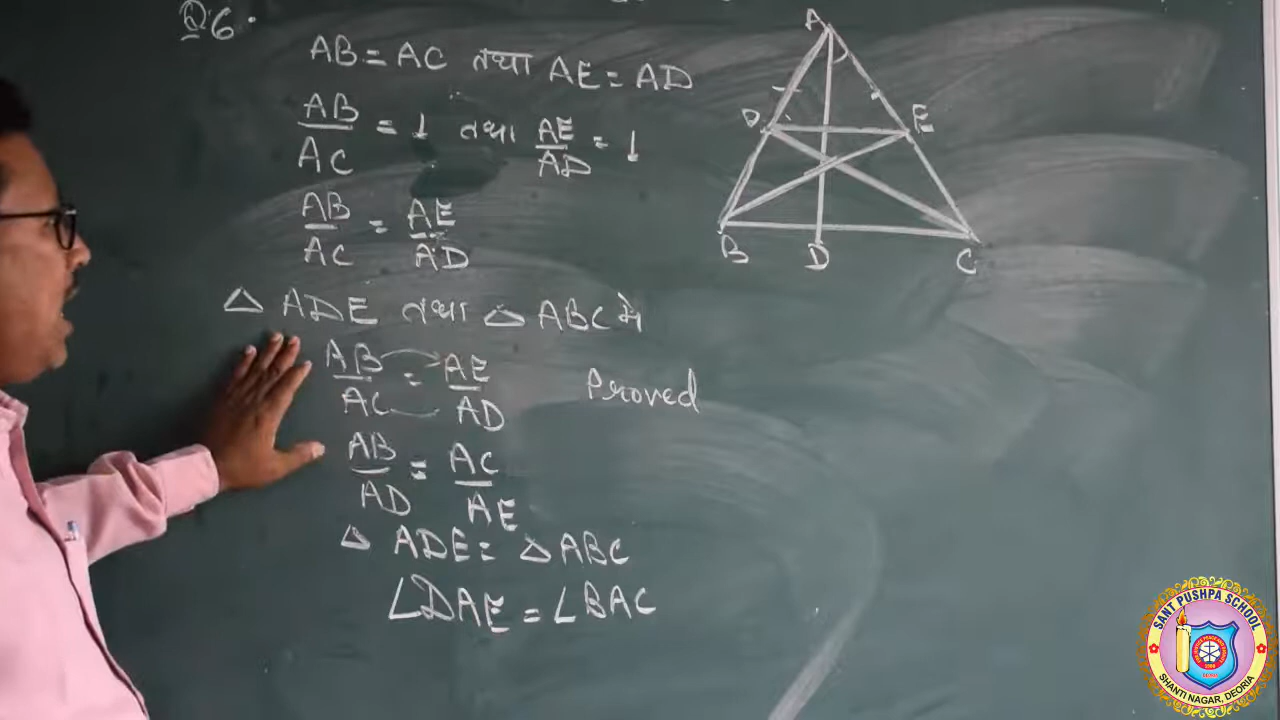 Q6.
AB = AC तथा AE = AD
AB/AC = 1 तथा AE/AD = 1
AB/AC = AE/AD
△ ADE तथा △ ABC मे
AB/AC = AE/AD Proved
AB/AD = AC/AE
△ ADE = △ ABC
∠DAE = ∠BAC
A
D E
B D C
SANT PUSHPA SCHOOL
SHANTI NAGAR, DEORIA